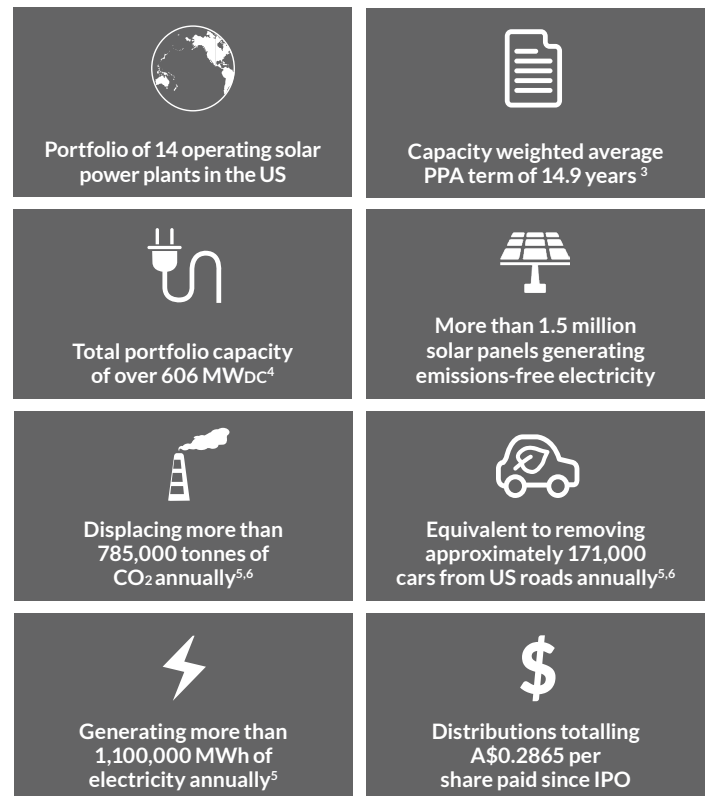 Portfolio of 14 operating solar
power plants in the US
Capacity weighted average
PPA term of 14.9 years 3
Total portfolio capacity
of over 606 MWDC4
More than 1.5 million
solar panels generating
emissions-free electricity
Displacing more than
785,000 tonnes of
CO2 annually5,6
Equivalent to removing
approximately 171,000
cars from US roads annually5,6
Generating more than
1,100,000 MWh of
electricity annually5
$
Distributions totalling
A$0.2865 per
share paid since IPO